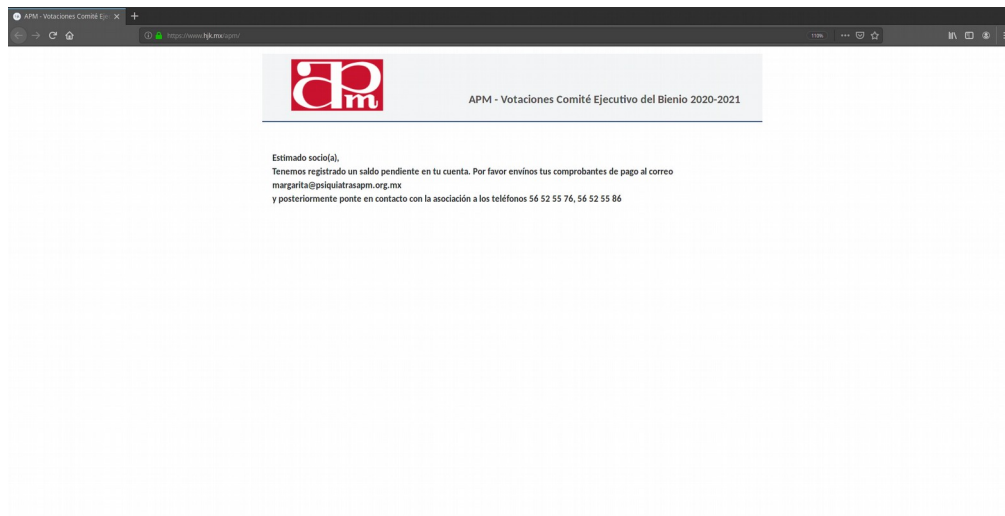 APM - Votaciones Comité Eje
https://www.hjk.mx/apm/
110%
apm
APM - Votaciones Comité Ejecutivo del Bienio 2020-2021
Estimado socio(a),
Tenemos registrado un saldo pendiente en tu cuenta. Por favor envínos tus comprobantes de pago al correo
margarita@psiquiatrasapm.org.mx
y posteriormente ponte en contacto con la asociación a los teléfonos 56 52 55 76, 56 52 55 86